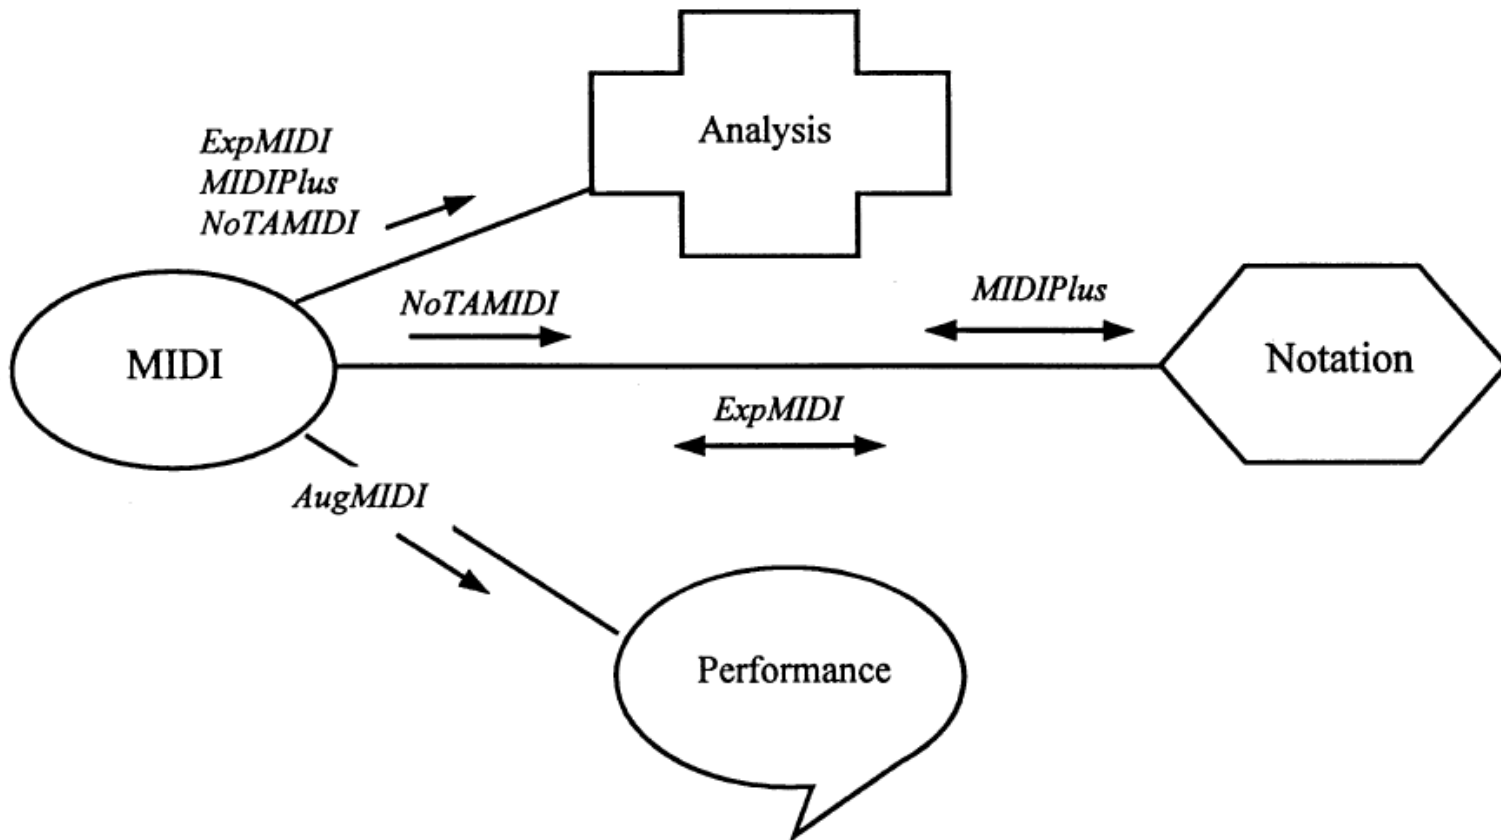 Analysis
ExpMIDI
MIDIPlus
NoTAMIDI
NoTAMIDI
MIDIPlus
MIDI
Notation
ExpMIDI
AugMIDI
Performance